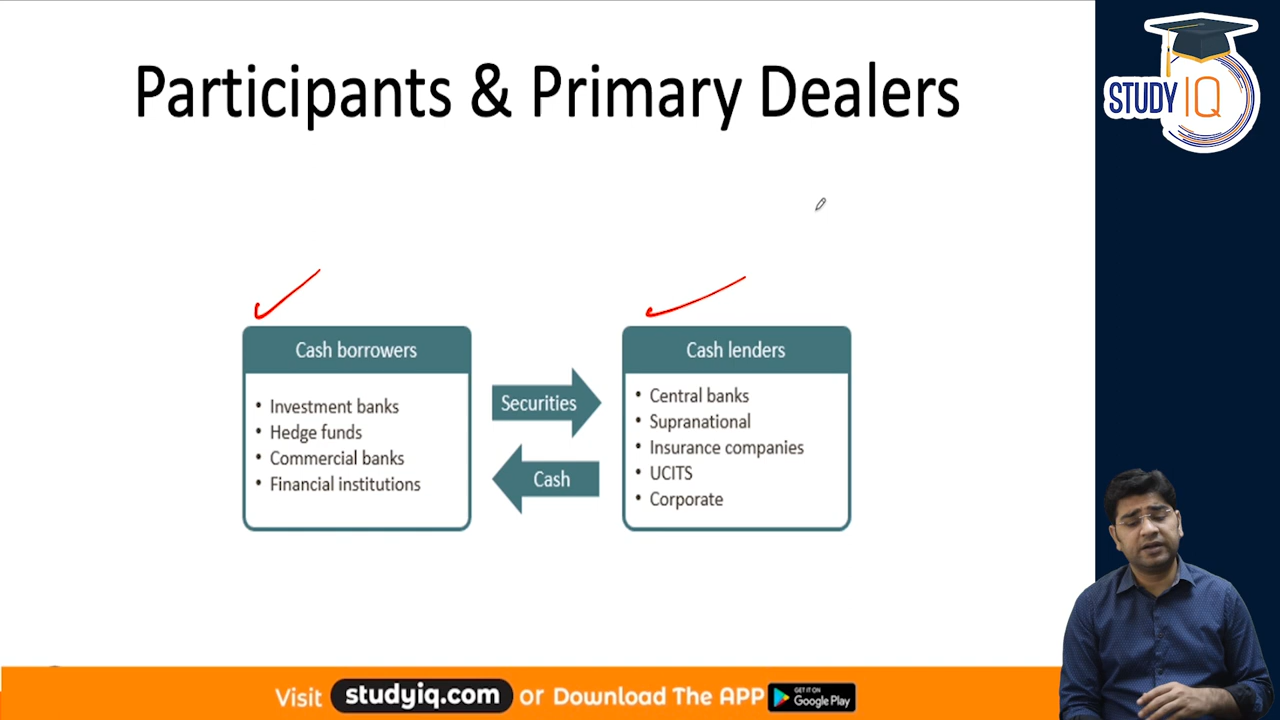 Participants & Primary Dealers
STUDY IQ
Cash borrowers
• Investment banks
• Hedge funds
• Commercial banks
• Financial institutions
Securities
Cash
Cash lenders
• Central banks
• Supranational
• Insurance companies
• UCITS
• Corporate
Visit studyiq.com or Download The APP GET IT ON Google Play